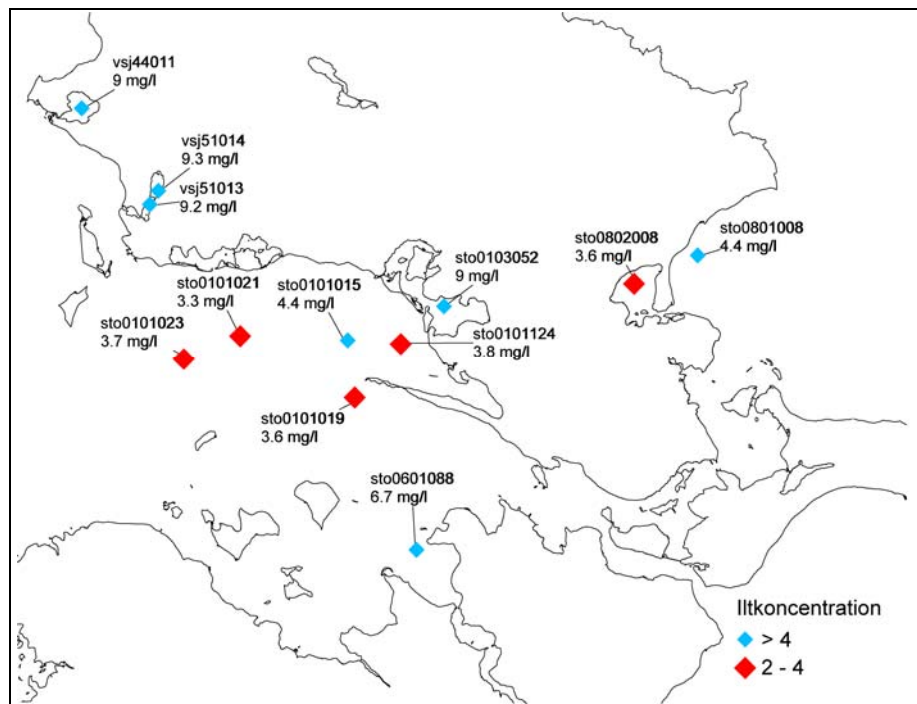 vsj44011
9 mg/l
vsj51014
9.3 mg/l
vsj51013
9.2 mg/l
sto0801008
4.4 mg/l
sto0802008
3.6 mg/l
sto0103052
9 mg/l
sto0101021
3.3 mg/l
sto0101015
4.4 mg/l
sto0101023
3.7 mg/l
sto0101124
3.8 mg/l
sto0101019
3.6 mg/l
sto0601088
6.7 mg/l
Iltkoncentration
> 4
2 - 4